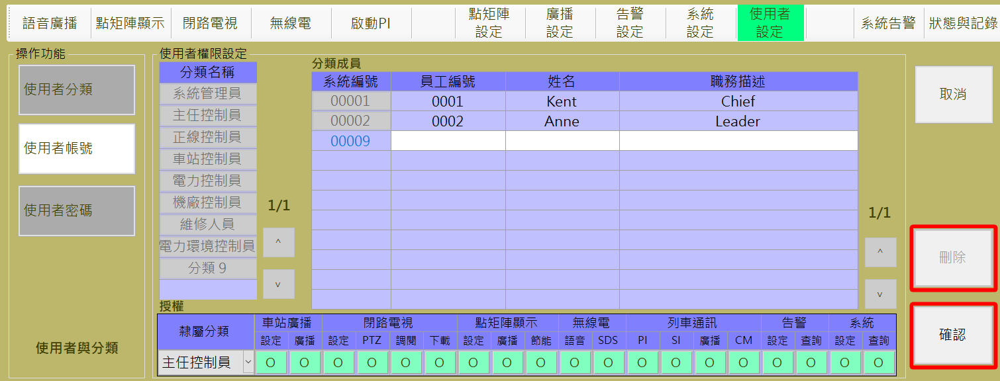 語音廣播 點矩陣顯示 閉路電視 無線電 啟動PI 點矩陣 廣播 告警 系統 使用者 系統告警 狀態與記錄
設定 設定 設定 設定 設定
操作功能
使用者分類
使用者帳號
使用者密碼
使用者與分類
使用者權限設定
分類名稱
系統管理員
主任控制員
正線控制員
車站控制員
電力控制員
機廠控制員
維修人員
電力環境控制員
分類 9
1/1
^
v
分類成員
系統編號 員工編號 姓名 職務描述
00001 0001 Kent Chief
00002 0002 Anne Leader
00009
1/1
^
v
取消
刪除
確認
授權
隸屬分類 車站廣播 閉路電視 點矩陣顯示 無線電 列車通訊 告警 系統
設定 廣播 設定 PTZ 調閱 下載 設定 廣播 節能 語音 SDS PI SI 廣播 CM 設定 查詢 設定 查詢
主任控制員 O O O O O O O O O O O O O O O O O O O